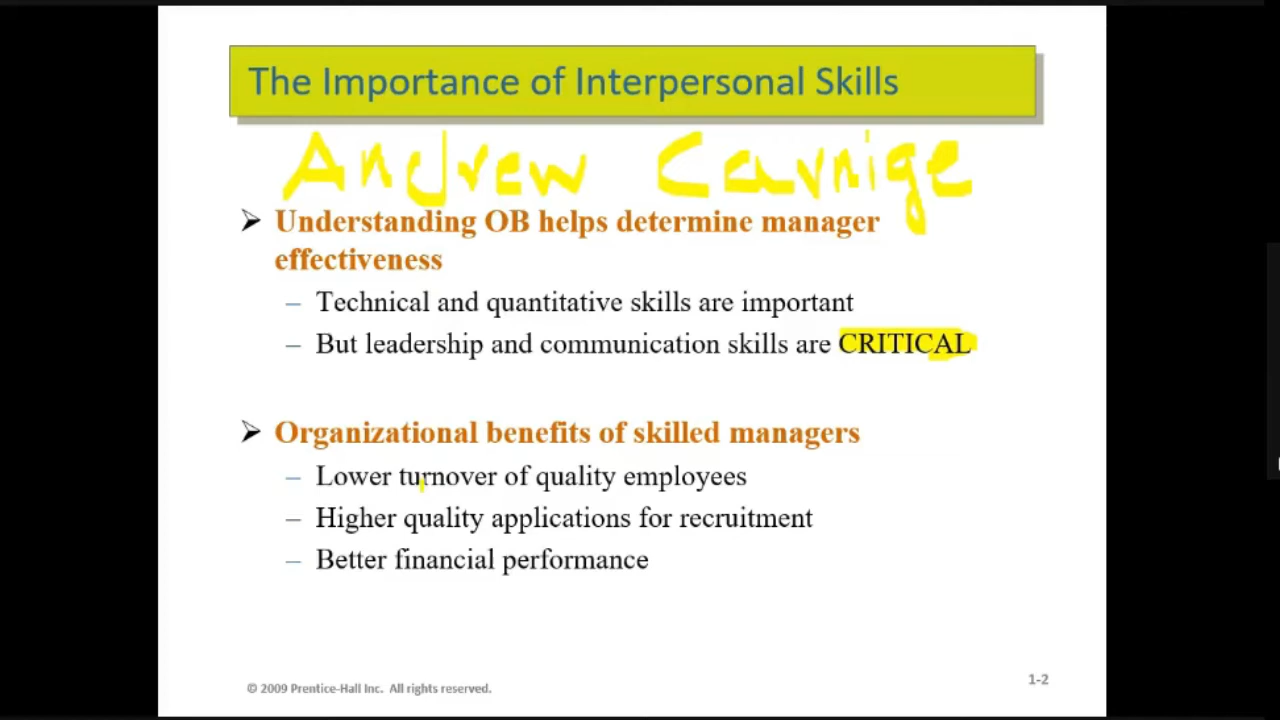 The Importance of Interpersonal Skills
Andrew Carnige
➢ Understanding OB helps determine manager
effectiveness
– Technical and quantitative skills are important
– But leadership and communication skills are CRITICAL
➢ Organizational benefits of skilled managers
– Lower turnover of quality employees
– Higher quality applications for recruitment
– Better financial performance
© 2009 Prentice-Hall Inc. All rights reserved.
1-2